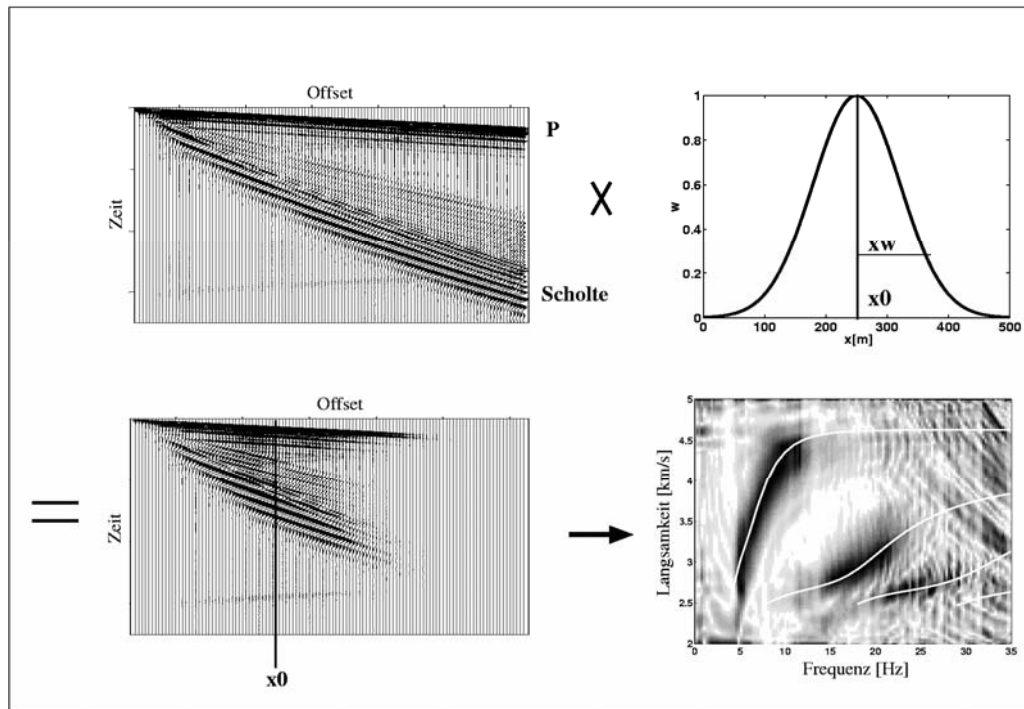 Offset
Zeit
P
Scholte
X
w
1
0.8
0.6
0.4
0.2
0
xw
x0
0 100 200 300 400 500
x[m]
=
Offset
Zeit
x0
Langsamkeit [km/s]
5
4.5
4
3.5
3
2.5
2
0 5 10 15 20 25 30 35
Frequenz [Hz]